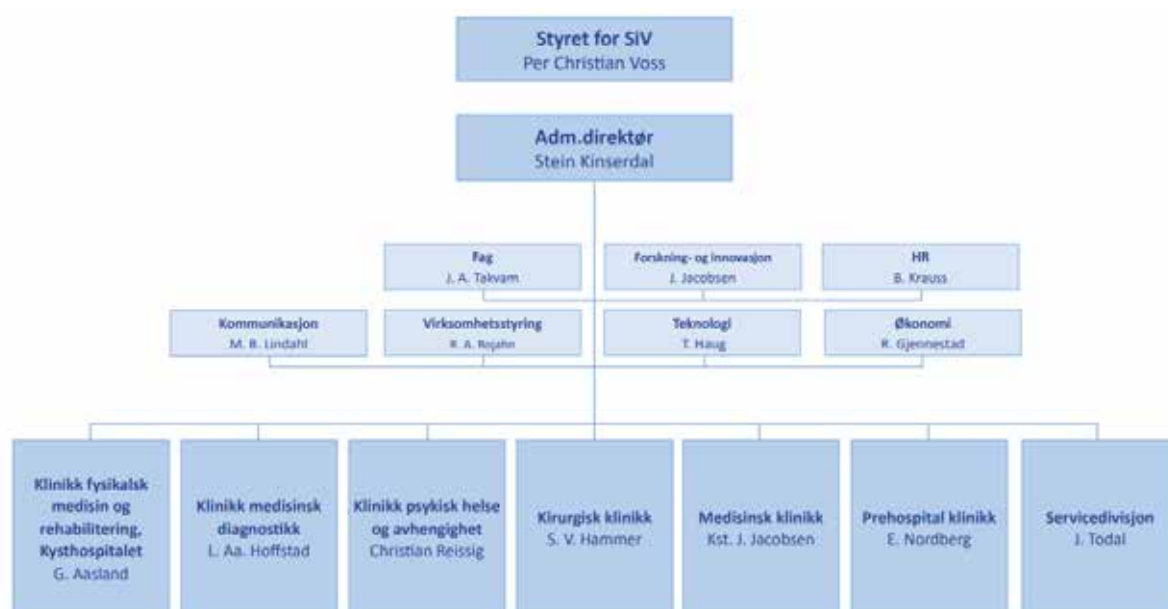 Styret for SiV
Per Christian Voss
Adm.direktør
Stein Kinserdal
Fag
J. A. Takvam
Forskning- og innovasjon
J. Jacobsen
HR
B. Krauss
Kommunikasjon
M. B. Lindahl
Virksomhetsstyring
R. A. Rojahn
Teknologi
T. Haug
Økonomi
R. Gjennestad
Klinikk fysikalsk
medisin og
rehabilitering,
Kysthospitalet
G. Aasland
Klinikk medisinsk
diagnostikk
L. Aa. Hoffstad
Klinikk psykisk helse
og avhengighet
Christian Reissig
Kirurgisk klinikk
S. V. Hammer
Medisinsk klinikk
Kst. J. Jacobsen
Prehospital klinikk
E. Nordberg
Servicedivisjon
J. Todal